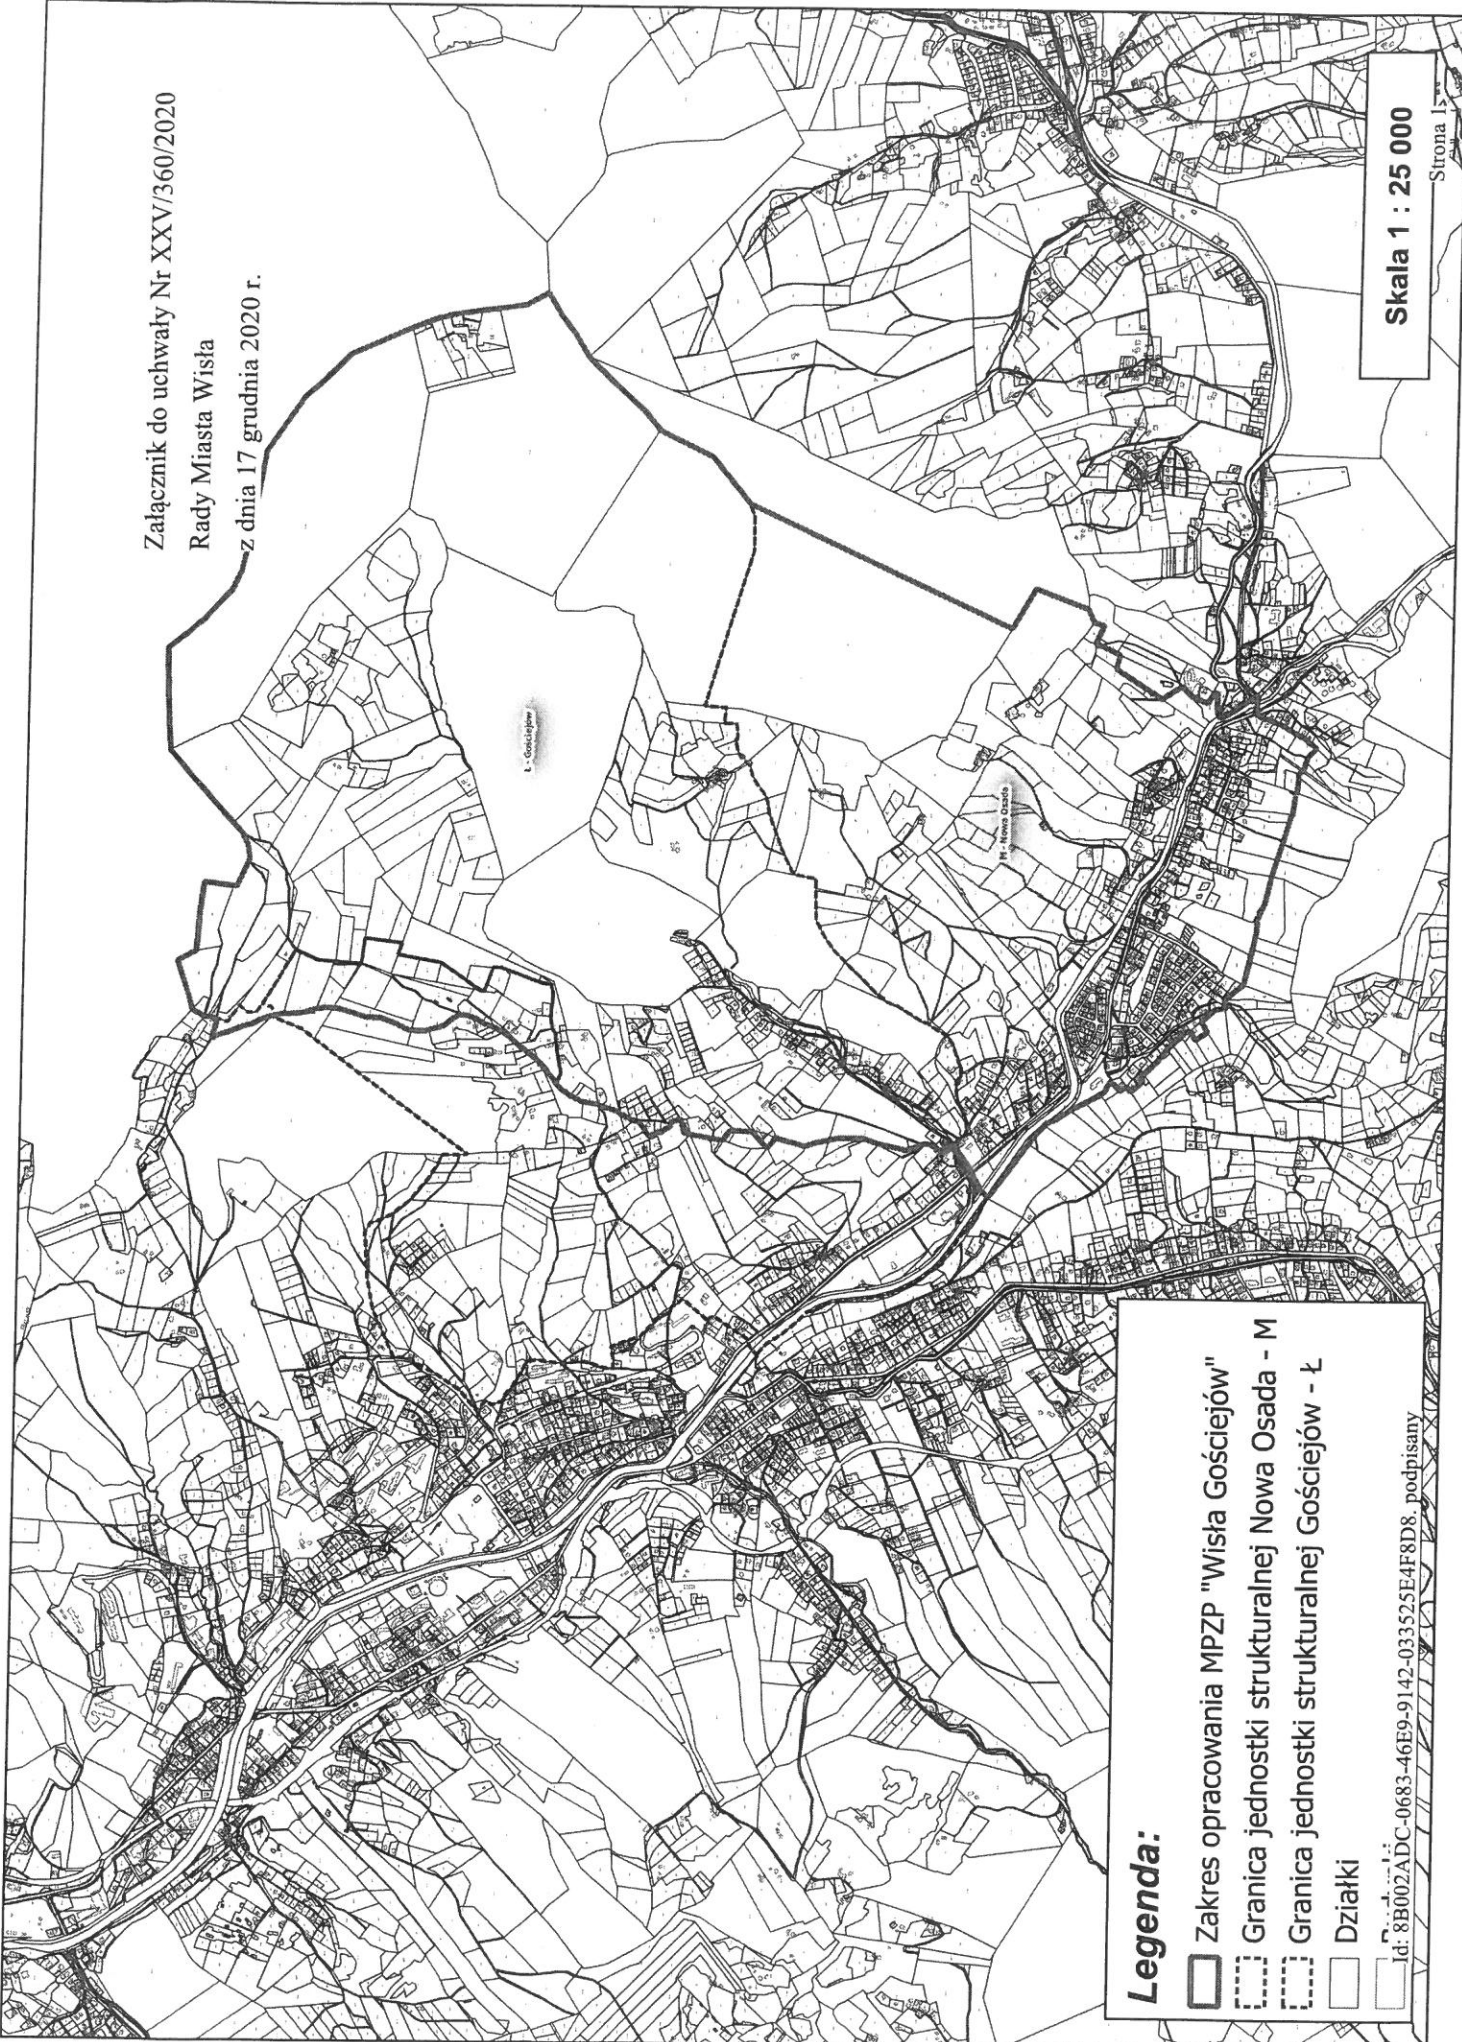 Załącznik do uchwały Nr XXV/360/2020
Rady Miasta Wisła
z dnia 17 grudnia 2020 r.
Ł - Gościejów
M - Nowa Osada
Legenda:
Zakres opracowania MPZP "Wisła Gościejów"
Granica jednostki strukturalnej Nowa Osada - M
Granica jednostki strukturalnej Gościejów - Ł
Działki
Id: 8B002ADC-0683-46E9-9142-033525E4F8D8. podpisany
Skala 1 : 25 000
Strona 1